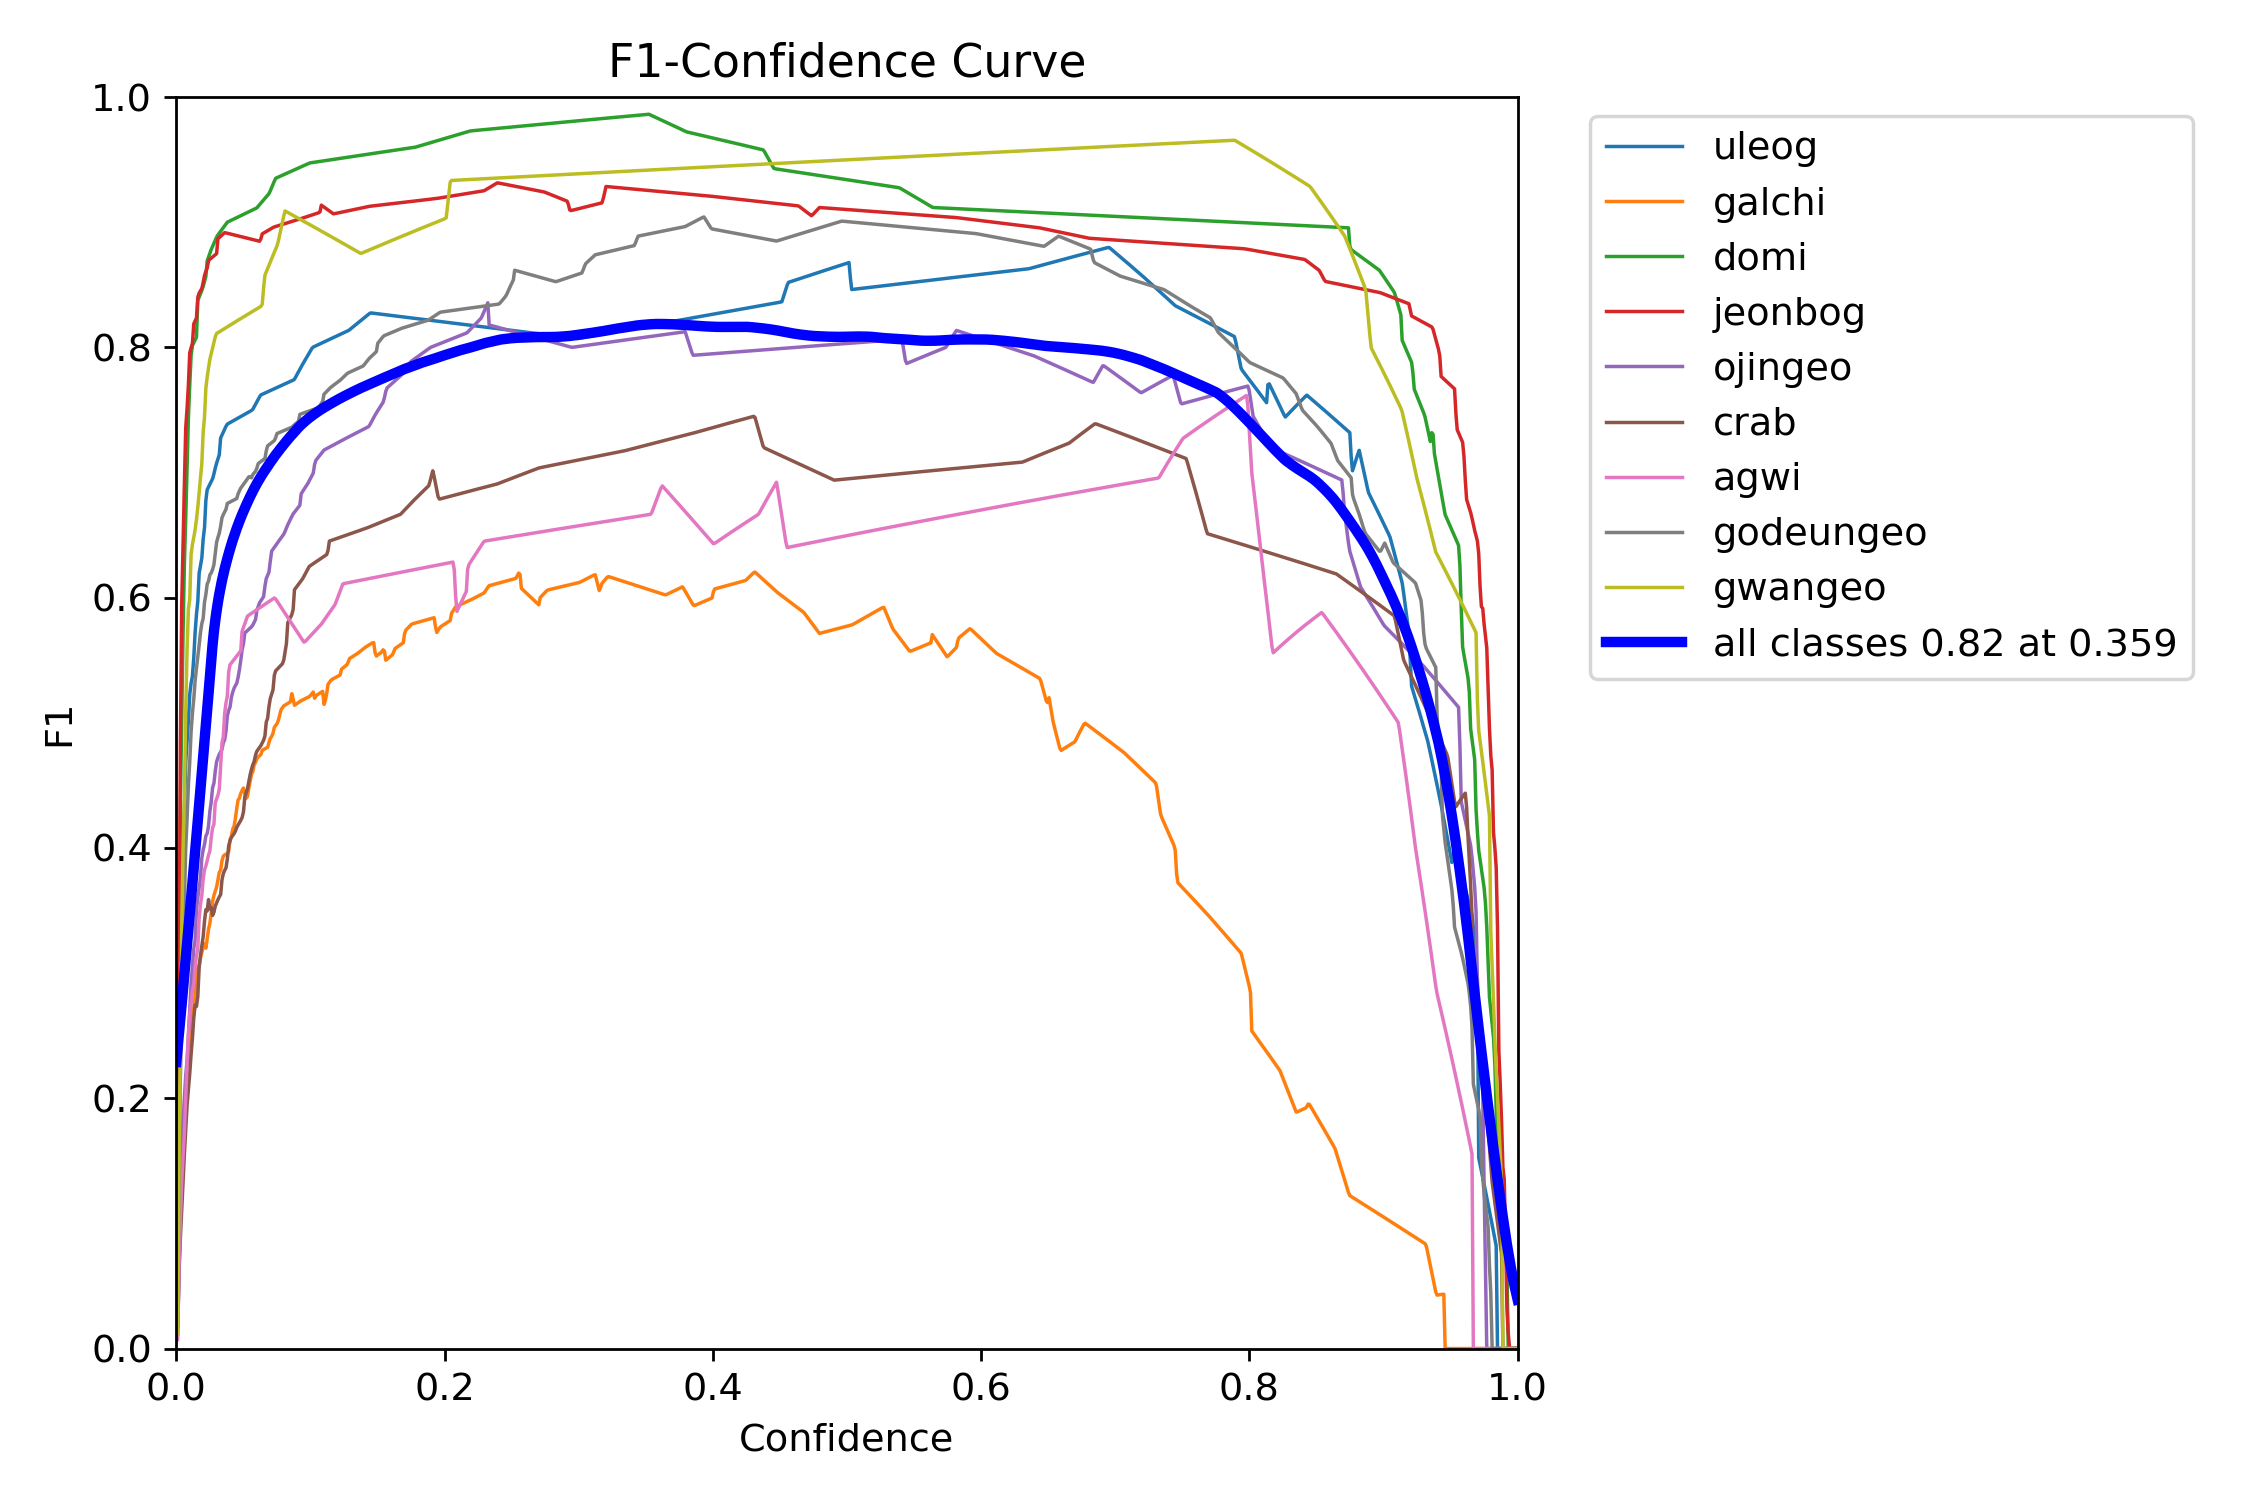 F1-Confidence Curve
1.0
0.8
0.6
0.4
0.2
0.0
F1
0.0 0.2 0.4 0.6 0.8 1.0
Confidence
uleog
galchi
domi
jeonbog
ojingeo
crab
agwi
godeungeo
gwangeo
all classes 0.82 at 0.359